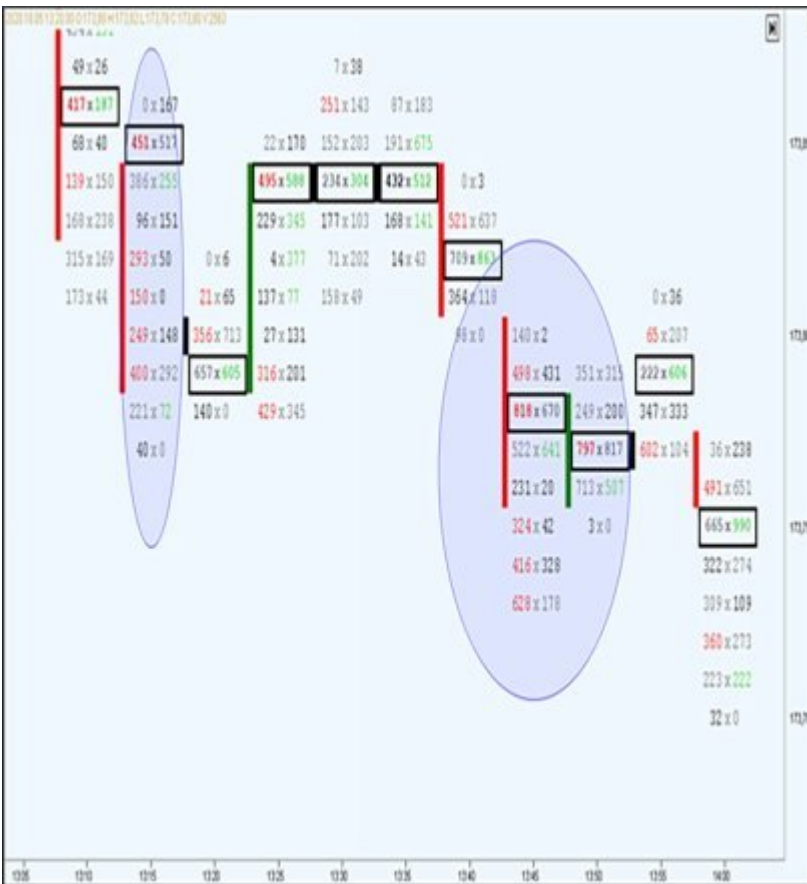 49 x 26 7 x 38
417 x 187 0 x 167 251 x 143 87 x 183
68 x 40 451 x 517 22 x 170 152 x 203 191 x 675
139 x 150 386 x 255 495 x 588 234 x 304 432 x 512 0 x 3
168 x 238 96 x 151 229 x 345 177 x 103 168 x 141 521 x 637
315 x 169 293 x 50 0 x 6 4 x 377 71 x 202 14 x 43 709 x 863
173 x 44 150 x 0 21 x 65 137 x 77 158 x 49 364 x 118 0 x 36
249 x 148 356 x 713 27 x 131 98 x 0 140 x 2 65 x 207
400 x 292 657 x 605 316 x 201 498 x 431 351 x 315 222 x 606
221 x 72 140 x 0 429 x 345 818 x 670 249 x 200 347 x 333
40 x 0 522 x 641 797 x 817 602 x 104 36 x 238
231 x 20 713 x 507 491 x 651
324 x 42 3 x 0 665 x 990
416 x 328 322 x 274
628 x 178 309 x 109
360 x 273
223 x 222
32 x 0
13:05 13:10 13:15 13:20 13:25 13:30 13:35 13:40 13:45 13:50 13:55 14:00